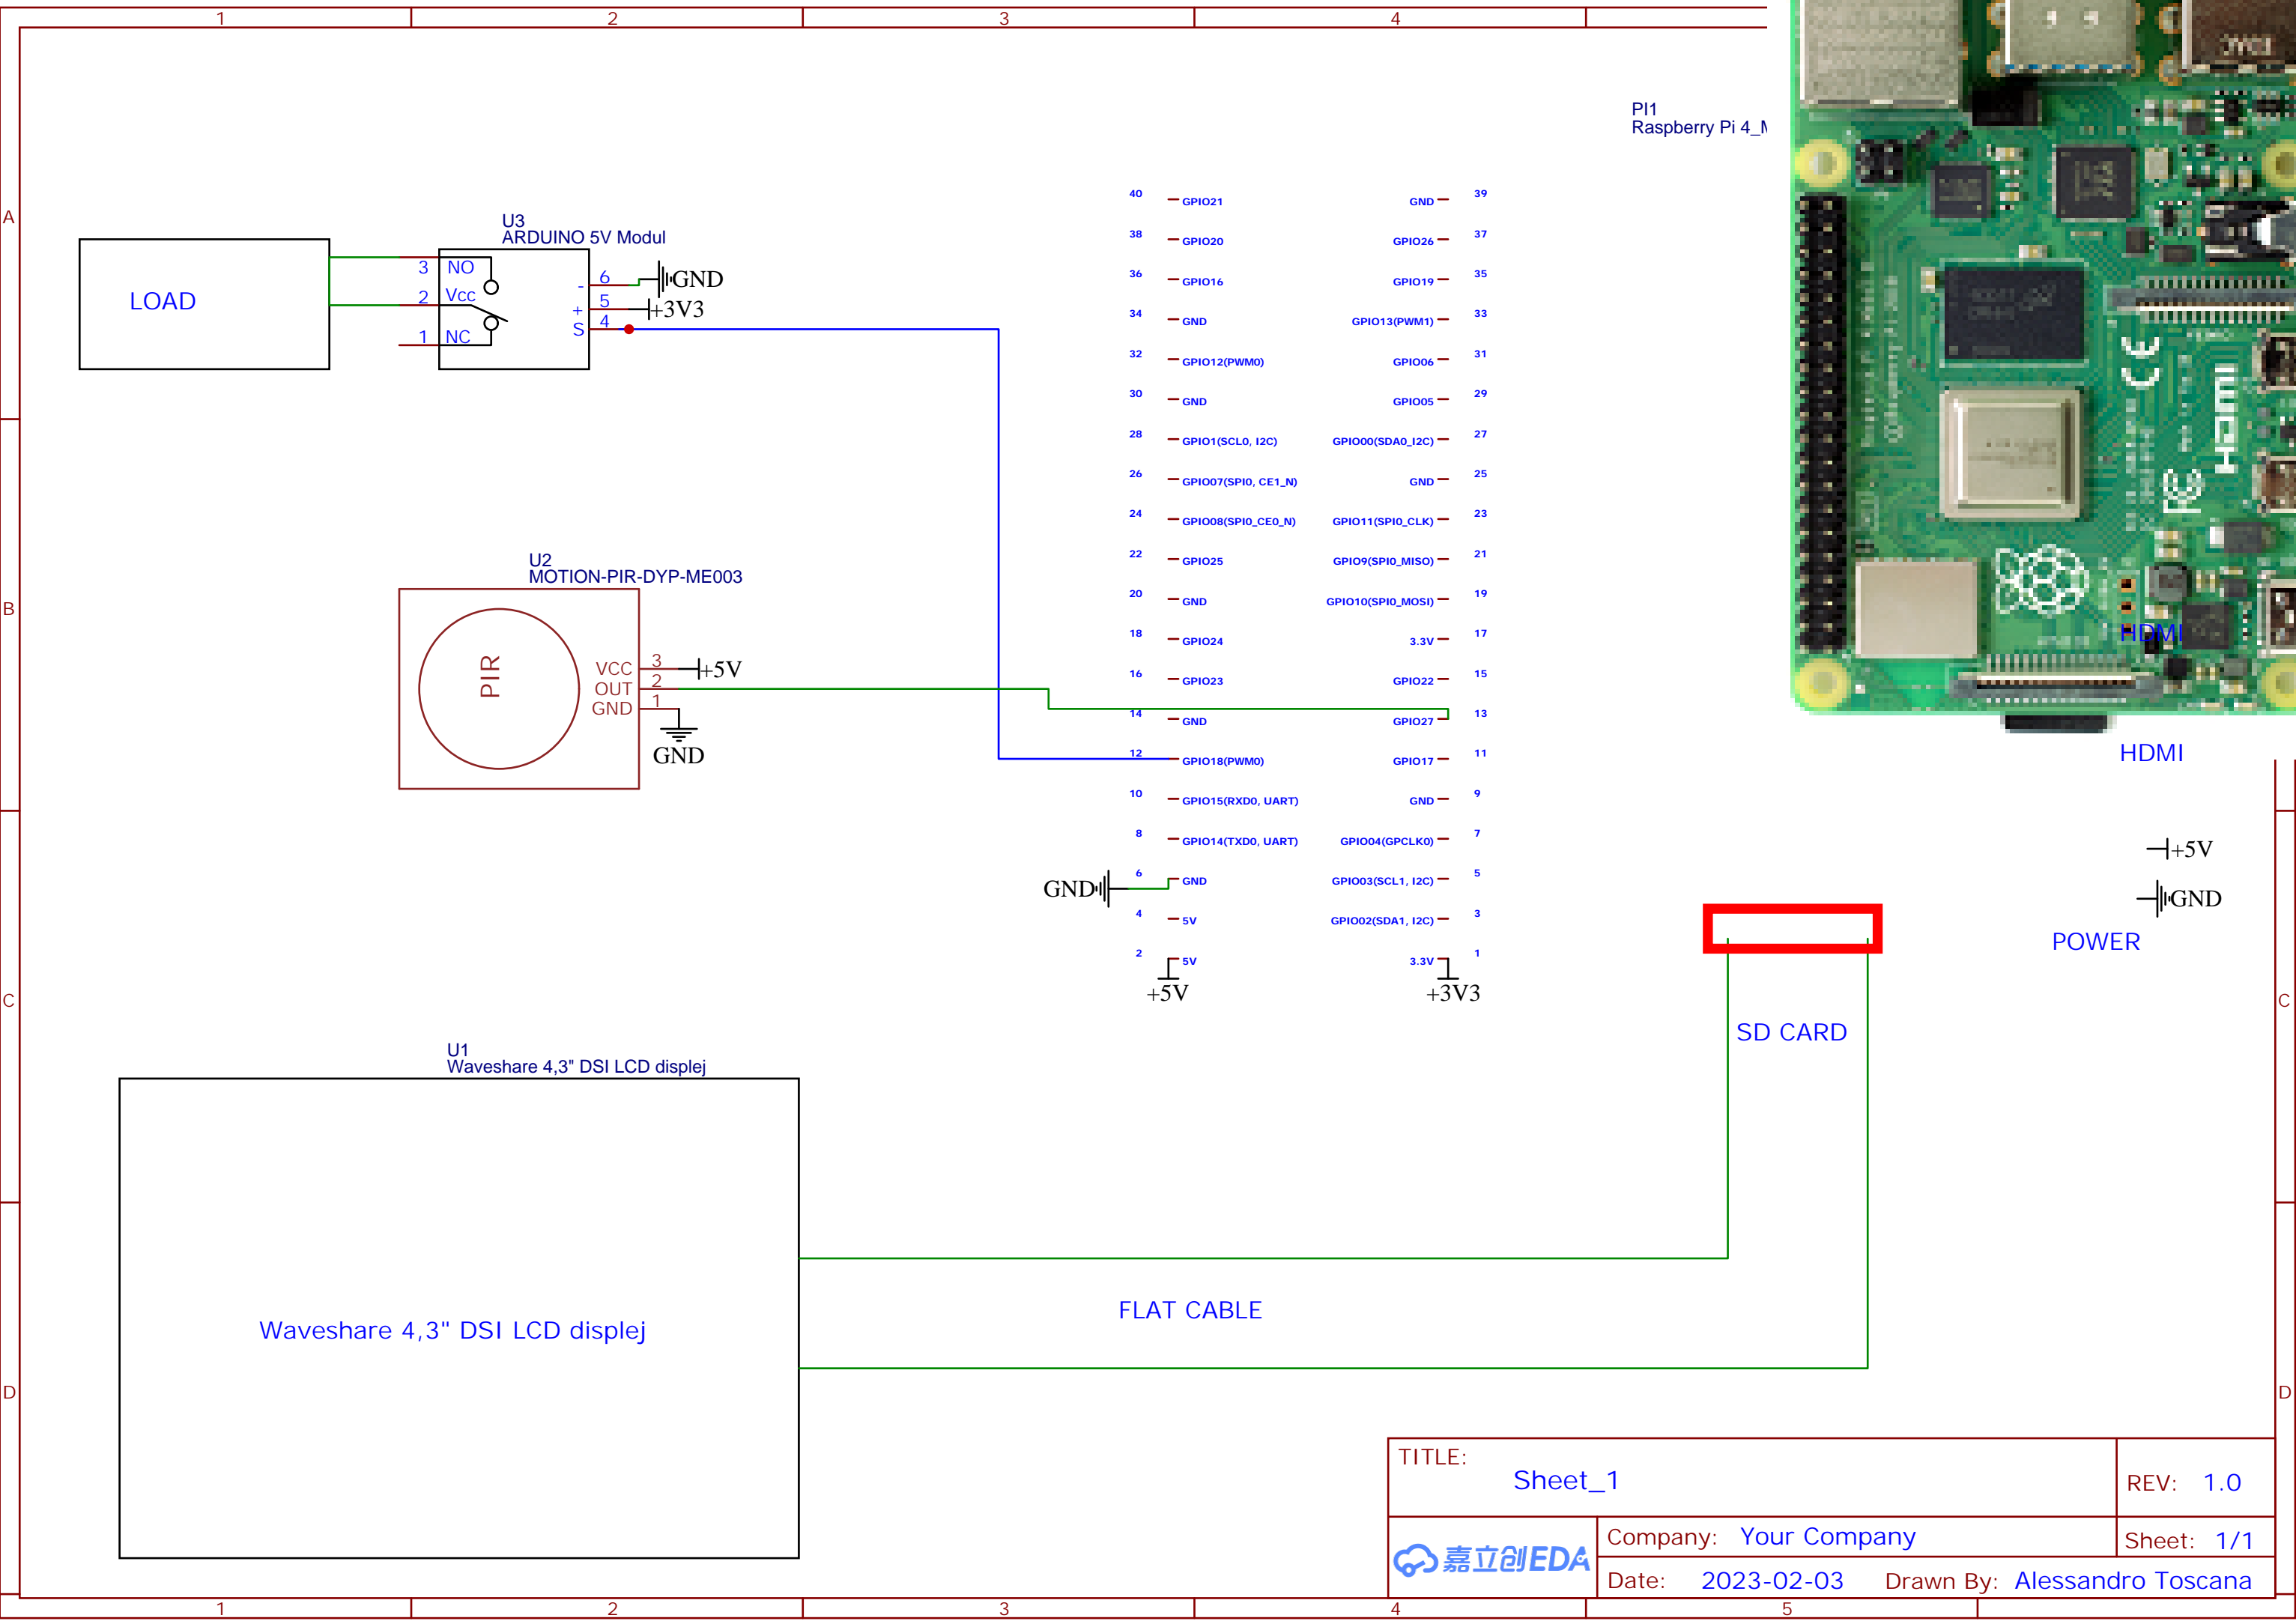 1 2 3 4
PI1
Raspberry Pi 4_M
A
U3
ARDUINO 5V Modul
LOAD
3 NO
2 Vcc
1 NC
- 6 GND
+ 5 +3V3
S 4
40 GPIO21 GND 39
38 GPIO20 GPIO26 37
36 GPIO16 GPIO19 35
34 GND GPIO13(PWM1) 33
32 GPIO12(PWM0) GPIO06 31
30 GND GPIO05 29
28 GPIO1(SCL0, I2C) GPIO00(SDA0_I2C) 27
26 GPIO07(SPI0, CE1_N) GND 25
24 GPIO08(SPI0_CE0_N) GPIO11(SPI0_CLK) 23
22 GPIO25 GPIO9(SPI0_MISO) 21
20 GND GPIO10(SPI0_MOSI) 19
18 GPIO24 3.3V 17
16 GPIO23 GPIO22 15
14 GND GPIO27 13
12 GPIO18(PWM0) GPIO17 11
10 GPIO15(RXD0, UART) GND 9
8 GPIO14(TXD0, UART) GPIO04(GPCLK0) 7
GND 6 GND GPIO03(SCL1, I2C) 5
4 5V GPIO02(SDA1, I2C) 3
2 5V 3.3V 1
+5V +3V3
B
U2
MOTION-PIR-DYP-ME003
PIR
VCC 3 +5V
OUT 2
GND 1
GND
HDMI
HDMI
HDMI
+5V
GND
POWER
SD CARD
C C
U1
Waveshare 4,3" DSI LCD displej
Waveshare 4,3" DSI LCD displej
FLAT CABLE
D D
TITLE:
Sheet_1
REV: 1.0
嘉立创EDA
Company: Your Company
Sheet: 1/1
Date: 2023-02-03 Drawn By: Alessandro Toscana
1 2 3 4 5